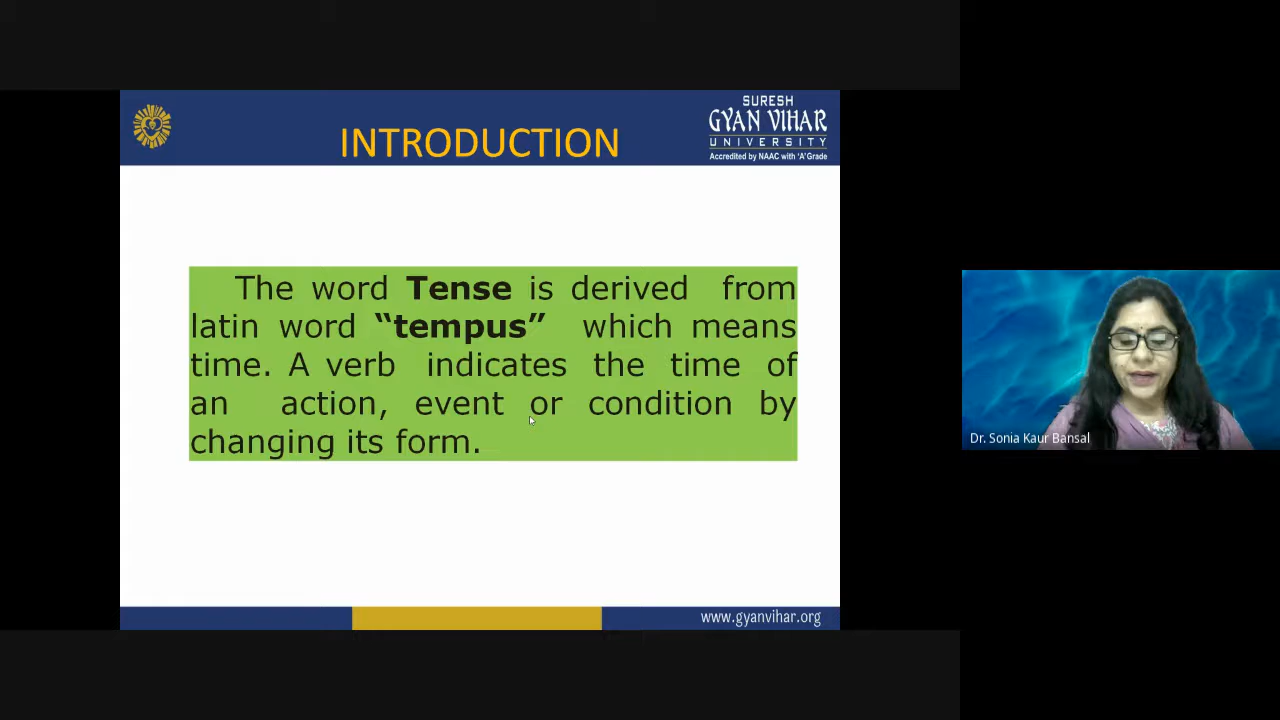 INTRODUCTION
SURESH
GYAN VIHAR
UNIVERSITY
Accredited by NAAC with 'A' Grade
The word Tense is derived from
latin word “tempus” which means
time. A verb indicates the time of
an action, event or condition by
changing its form.
www.gyanvihar.org
Dr. Sonia Kaur Bansal